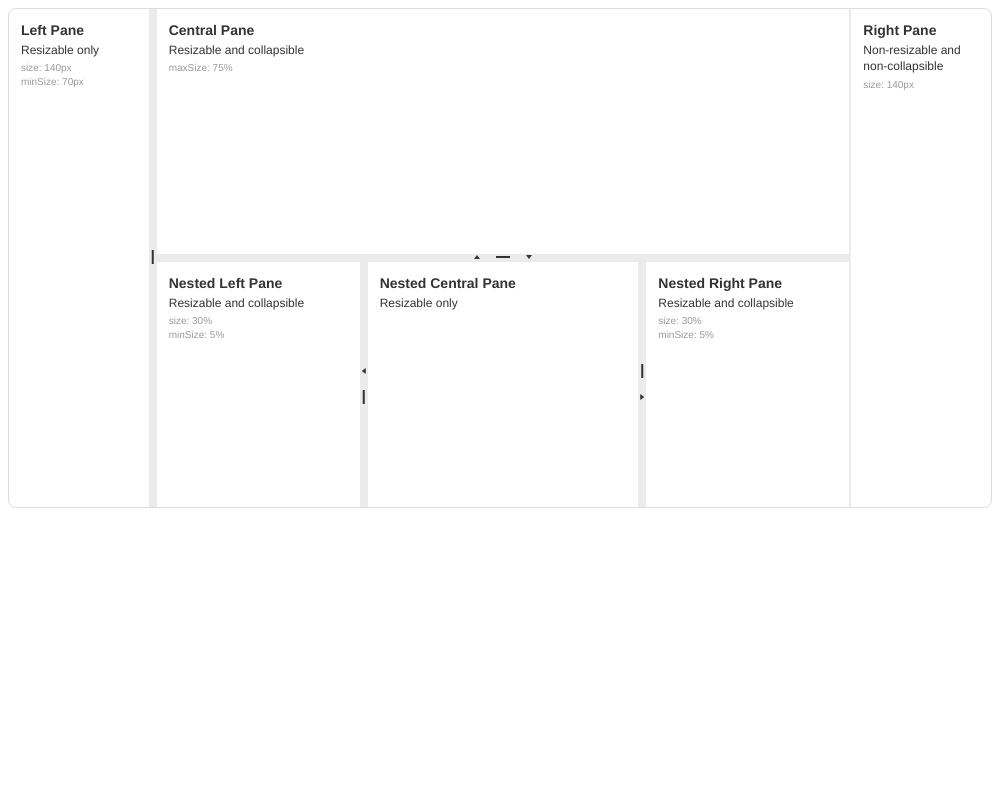 Left Pane
Resizable only
size: 140px
minSize: 70px
Central Pane
Resizable and collapsible
maxSize: 75%
Right Pane
Non-resizable and
non-collapsible
size: 140px
Nested Left Pane
Resizable and collapsible
size: 30%
minSize: 5%
Nested Central Pane
Resizable only
Nested Right Pane
Resizable and collapsible
size: 30%
minSize: 5%